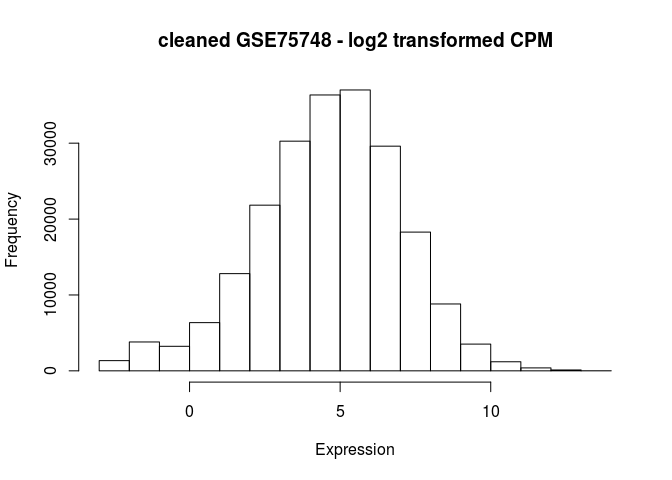 cleaned GSE75748 - log2 transformed CPM
Frequency
30000
20000
10000
0
0 5 10
Expression